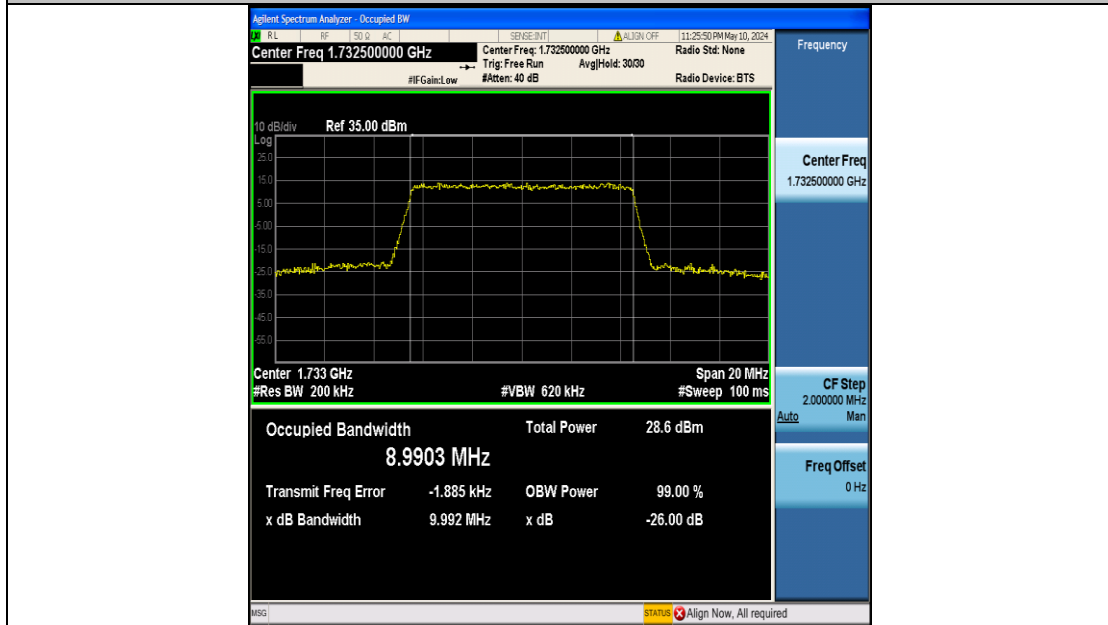 Agilent Spectrum Analyzer - Occupied BW
RL RF 50 Ω AC SENSE:INT ALIGN OFF 11:25:50 PM May 10, 2024
Center Freq 1.732500000 GHz
Center Freq: 1.732500000 GHz Radio Std: None
Trig: Free Run Avg|Hold: 30/30
#IFGain:Low #Atten: 40 dB Radio Device: BTS
10 dB/div Ref 35.00 dBm
Log
25.0
15.0
5.00
-5.00
-15.0
-25.0
-35.0
-45.0
-55.0
Center 1.733 GHz Span 20 MHz
#Res BW 200 kHz #VBW 620 kHz #Sweep 100 ms
Occupied Bandwidth Total Power 28.6 dBm
8.9903 MHz
Transmit Freq Error -1.885 kHz OBW Power 99.00 %
x dB Bandwidth 9.992 MHz x dB -26.00 dB
Frequency
Center Freq
1.732500000 GHz
CF Step
2.000000 MHz
Auto Man
Freq Offset
0 Hz
MSG STATUS Align Now, All required